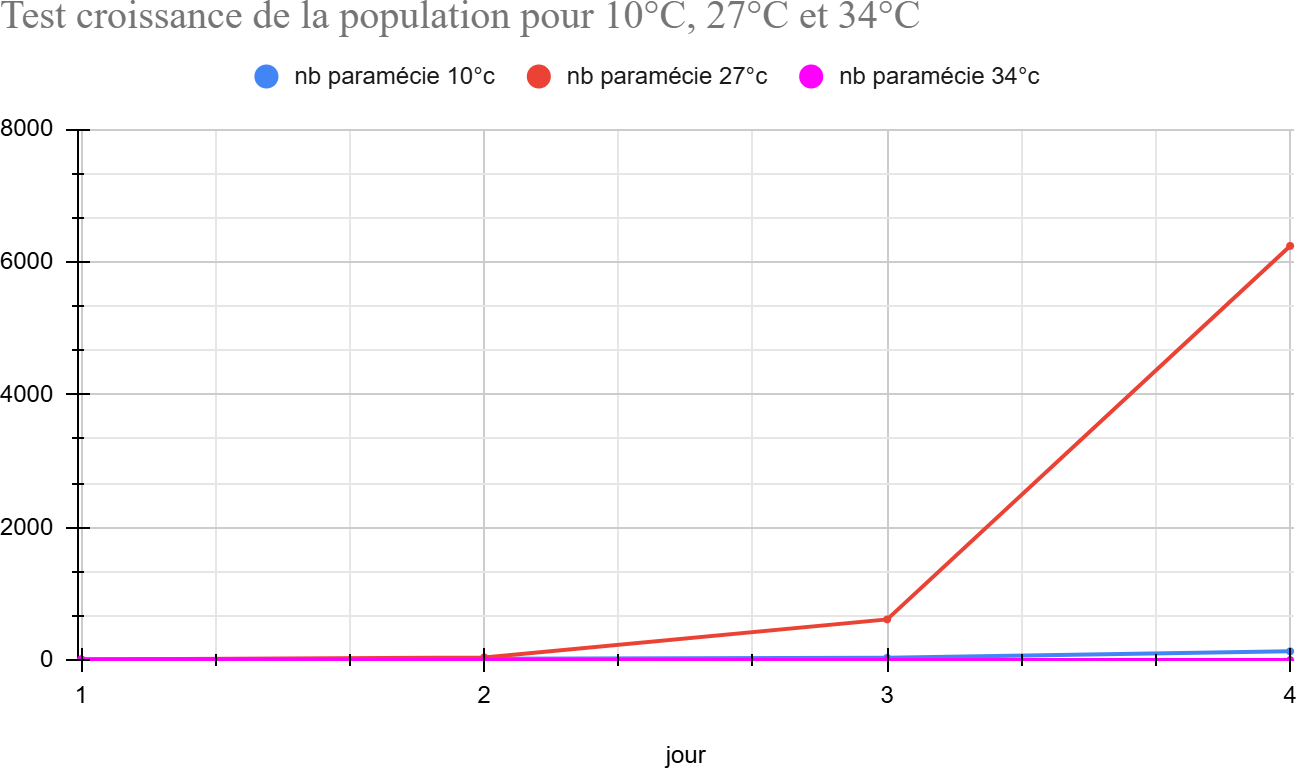 Test croissance de la population pour 10°C, 27°C et 34°C
nb paramécie 10°c nb paramécie 27°c nb paramécie 34°c
8000
6000
4000
2000
0
1 2 3 4
jour